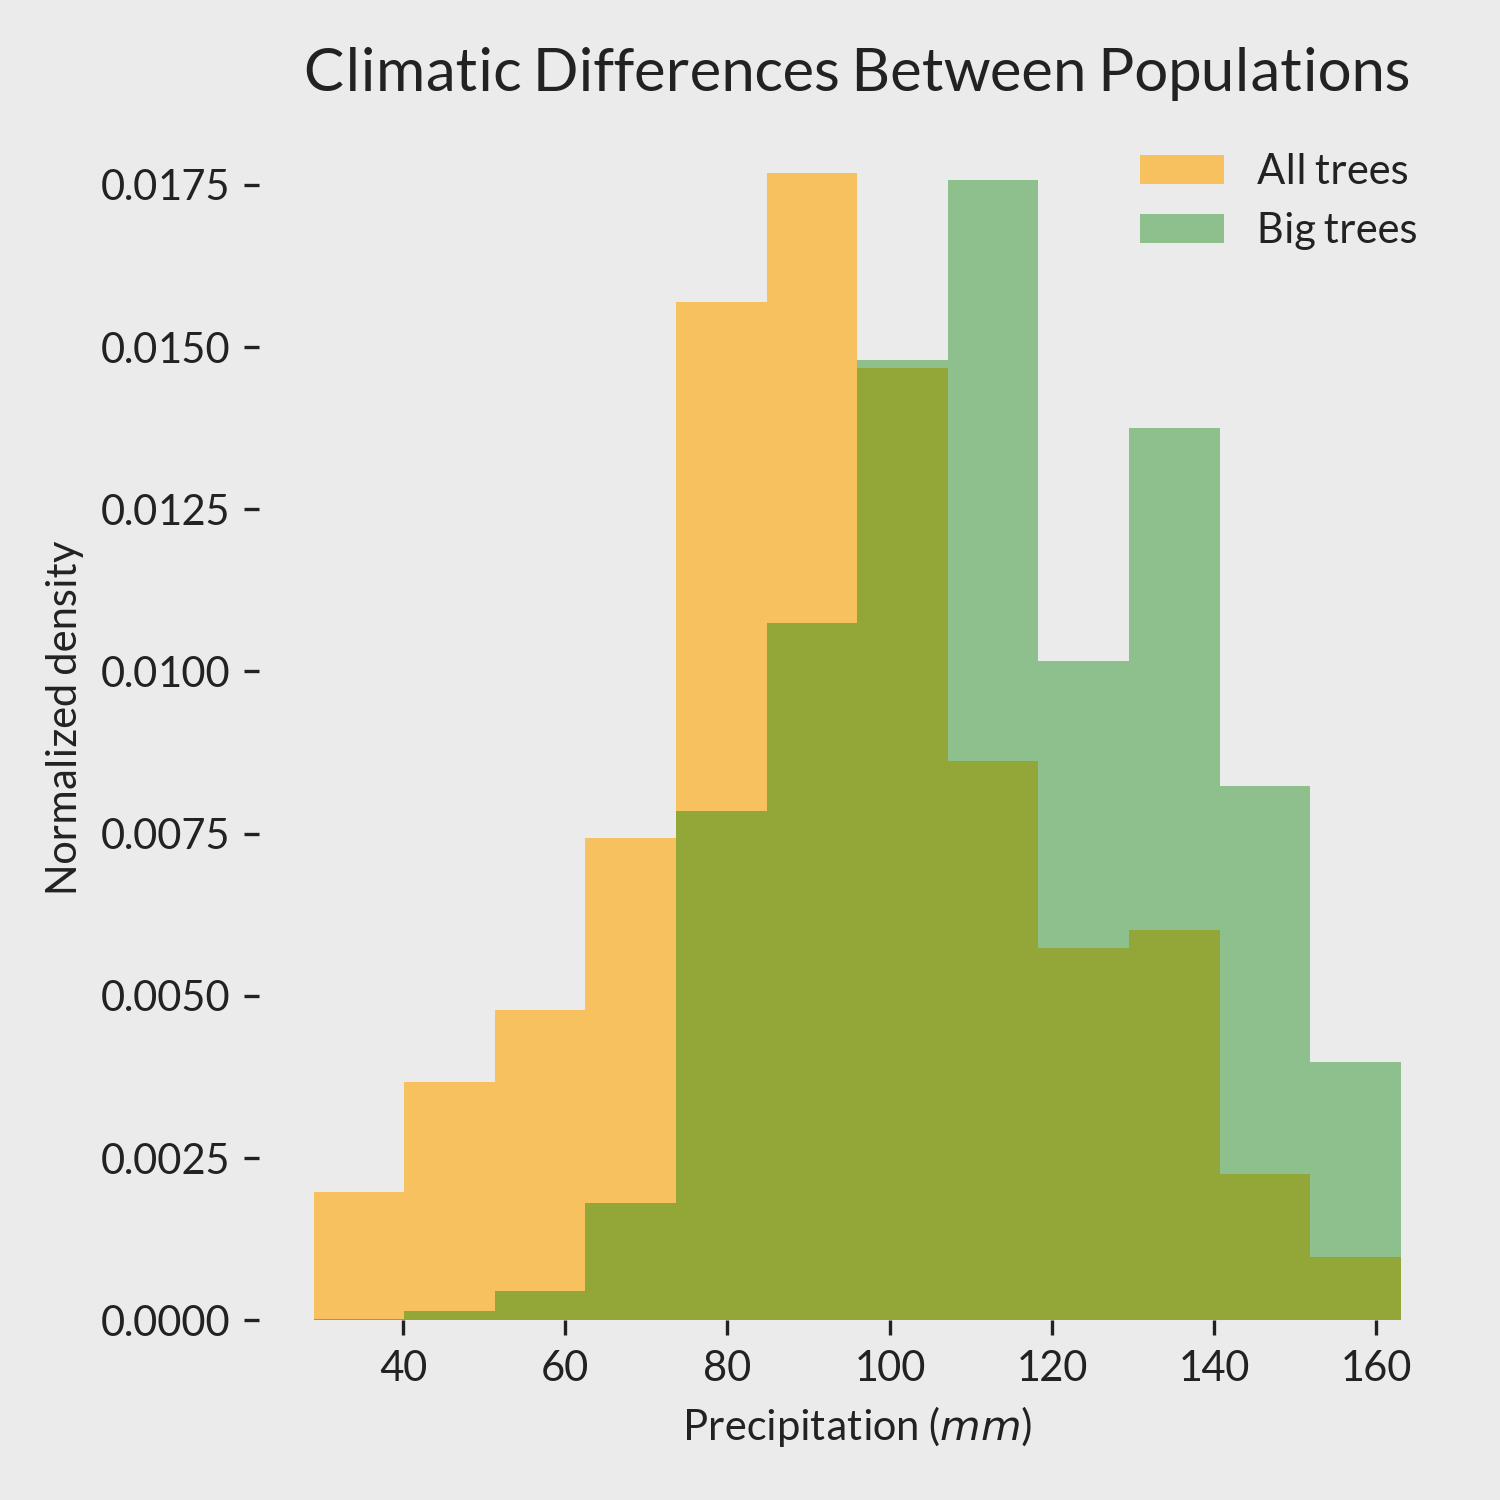 Climatic Differences Between Populations
All trees
Big trees
0.0175
0.0150
0.0125
0.0100
0.0075
0.0050
0.0025
0.0000
Normalized density
40 60 80 100 120 140 160
Precipitation (mm)